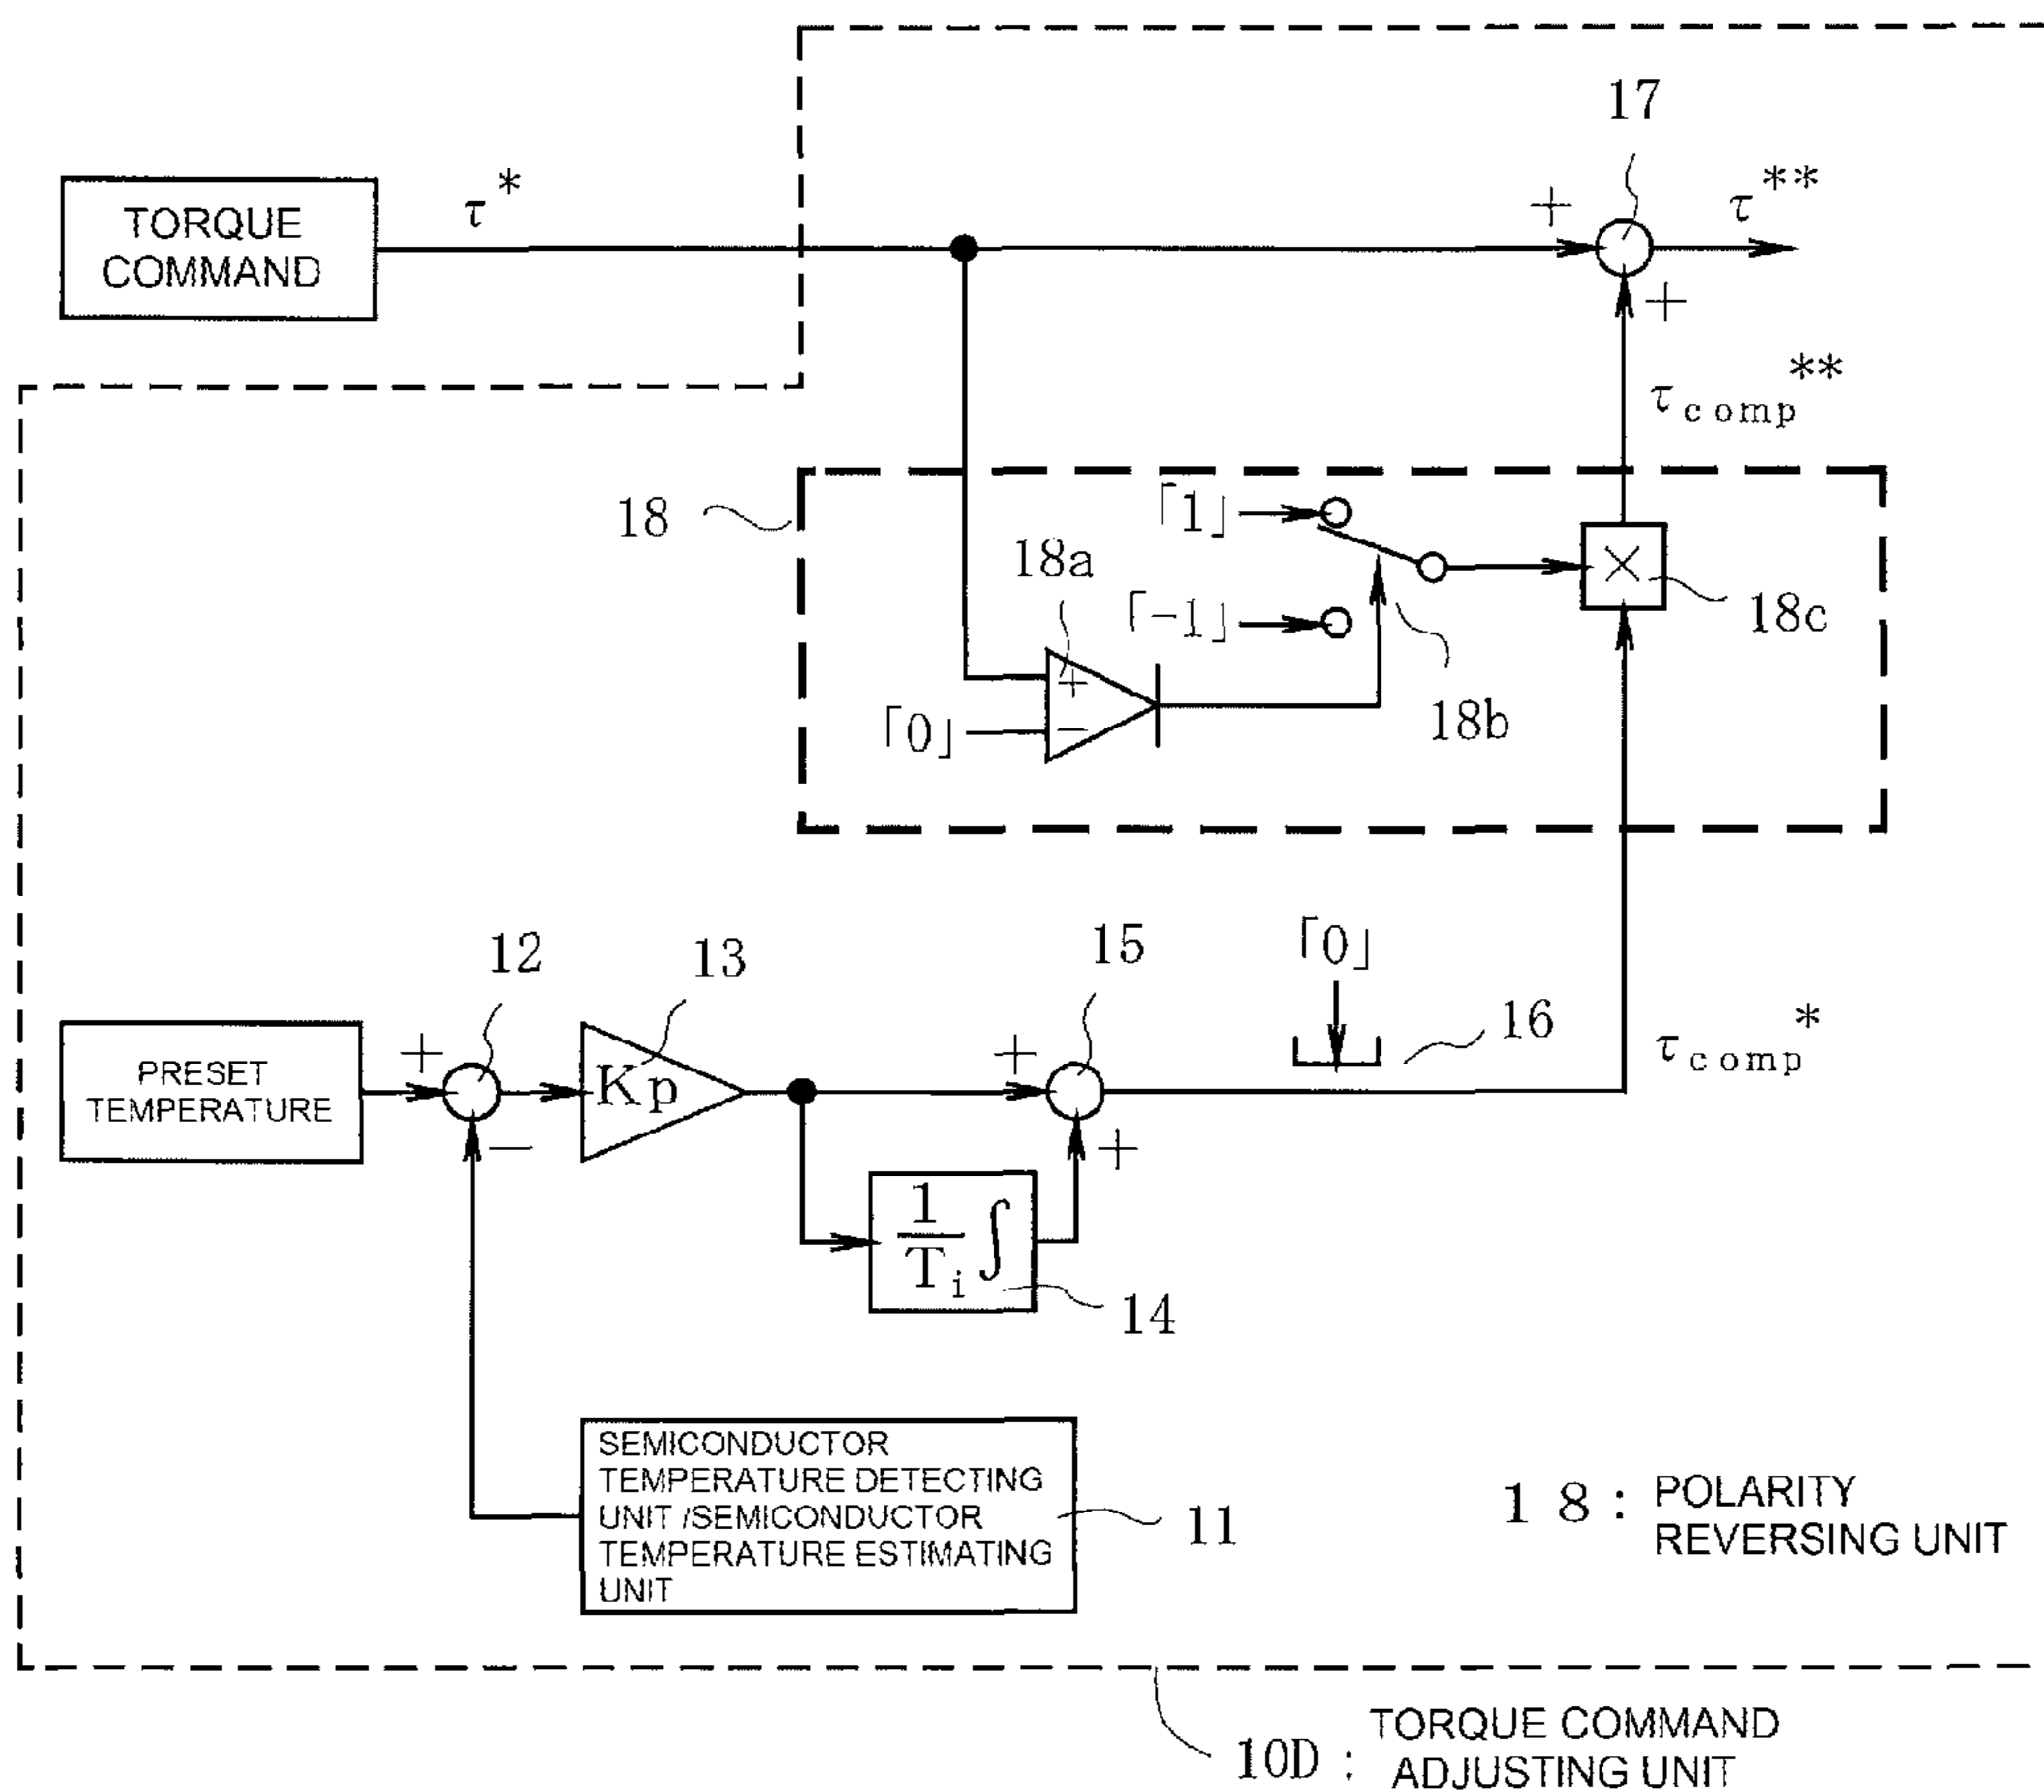 17
TORQUE
COMMAND
τ*
+
τ**
+
τcomp**
18
「1」
18a
「-1」
×
18c
+
「0」
−
18b
12
13
15
「0」
16
τcomp*
PRESET
TEMPERATURE
+
−
Kp
+
+
1/Ti ∫
14
SEMICONDUCTOR
TEMPERATURE DETECTING
UNIT /SEMICONDUCTOR
TEMPERATURE ESTIMATING
UNIT
11
18: POLARITY
REVERSING UNIT
10D : TORQUE COMMAND
ADJUSTING UNIT